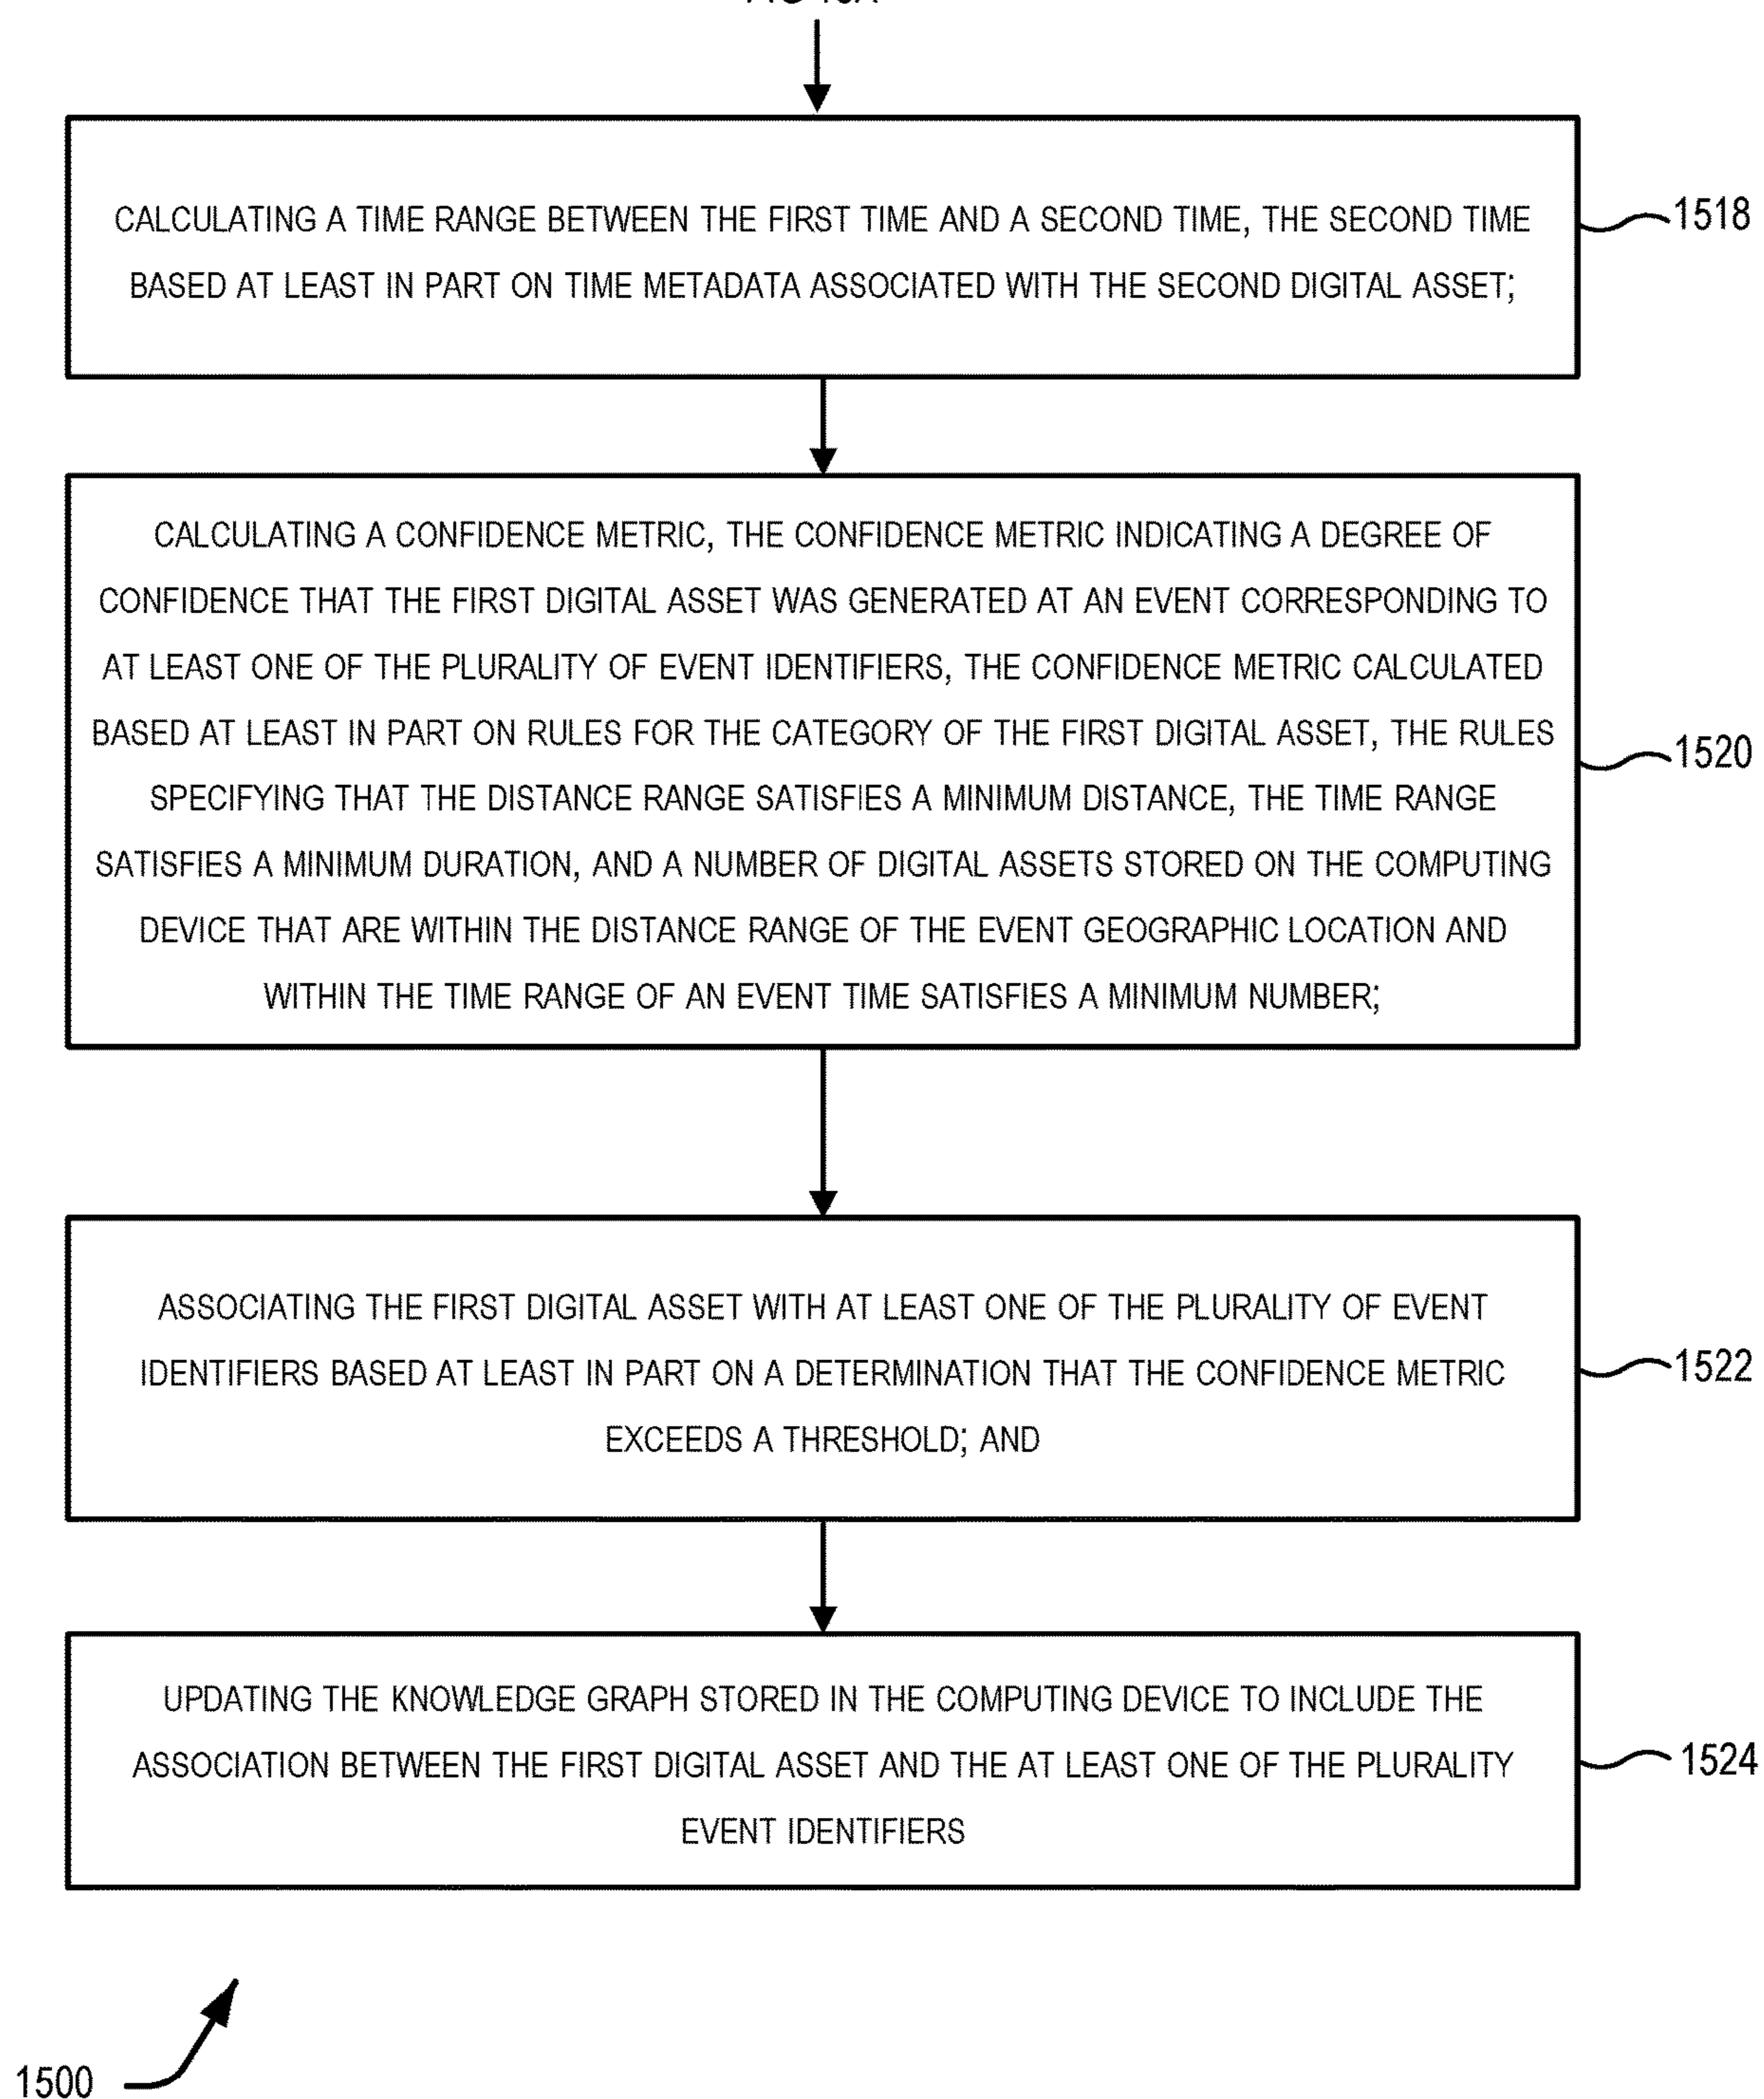 CALCULATING A TIME RANGE BETWEEN THE FIRST TIME AND A SECOND TIME, THE SECOND TIME
BASED AT LEAST IN PART ON TIME METADATA ASSOCIATED WITH THE SECOND DIGITAL ASSET;
1518
CALCULATING A CONFIDENCE METRIC, THE CONFIDENCE METRIC INDICATING A DEGREE OF
CONFIDENCE THAT THE FIRST DIGITAL ASSET WAS GENERATED AT AN EVENT CORRESPONDING TO
AT LEAST ONE OF THE PLURALITY OF EVENT IDENTIFIERS, THE CONFIDENCE METRIC CALCULATED
BASED AT LEAST IN PART ON RULES FOR THE CATEGORY OF THE FIRST DIGITAL ASSET, THE RULES
SPECIFYING THAT THE DISTANCE RANGE SATISFIES A MINIMUM DISTANCE, THE TIME RANGE
SATISFIES A MINIMUM DURATION, AND A NUMBER OF DIGITAL ASSETS STORED ON THE COMPUTING
DEVICE THAT ARE WITHIN THE DISTANCE RANGE OF THE EVENT GEOGRAPHIC LOCATION AND
WITHIN THE TIME RANGE OF AN EVENT TIME SATISFIES A MINIMUM NUMBER;
1520
ASSOCIATING THE FIRST DIGITAL ASSET WITH AT LEAST ONE OF THE PLURALITY OF EVENT
IDENTIFIERS BASED AT LEAST IN PART ON A DETERMINATION THAT THE CONFIDENCE METRIC
EXCEEDS A THRESHOLD; AND
1522
UPDATING THE KNOWLEDGE GRAPH STORED IN THE COMPUTING DEVICE TO INCLUDE THE
ASSOCIATION BETWEEN THE FIRST DIGITAL ASSET AND THE AT LEAST ONE OF THE PLURALITY
EVENT IDENTIFIERS
1524
1500